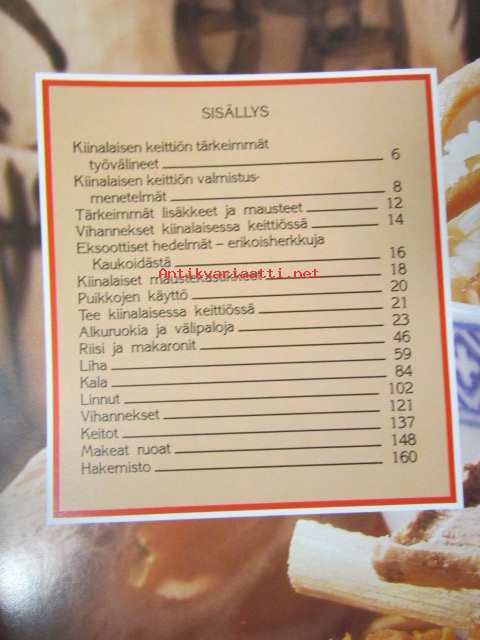 SISÄLLYS
Kiinalaisen keittiön tärkeimmät
työvälineet 6
Kiinalaisen keittiön valmistus-
menetelmät 8
Tärkeimmät lisäkkeet ja mausteet 12
Vihannekset kiinalaisessa keittiössä 14
Eksoottiset hedelmät – erikoisherkkuja
Kaukoidästä 16
Antikvariaatti.net
Kiinalaiset maustekastikkeet 18
Puikkojen käyttö 20
Tee kiinalaisessa keittiössä 21
Alkuruokia ja välipaloja 23
Riisi ja makaronit 46
Liha 59
Kala 84
Linnut 102
Vihannekset 121
Keitot 137
Makeat ruoat 148
Hakemisto 160